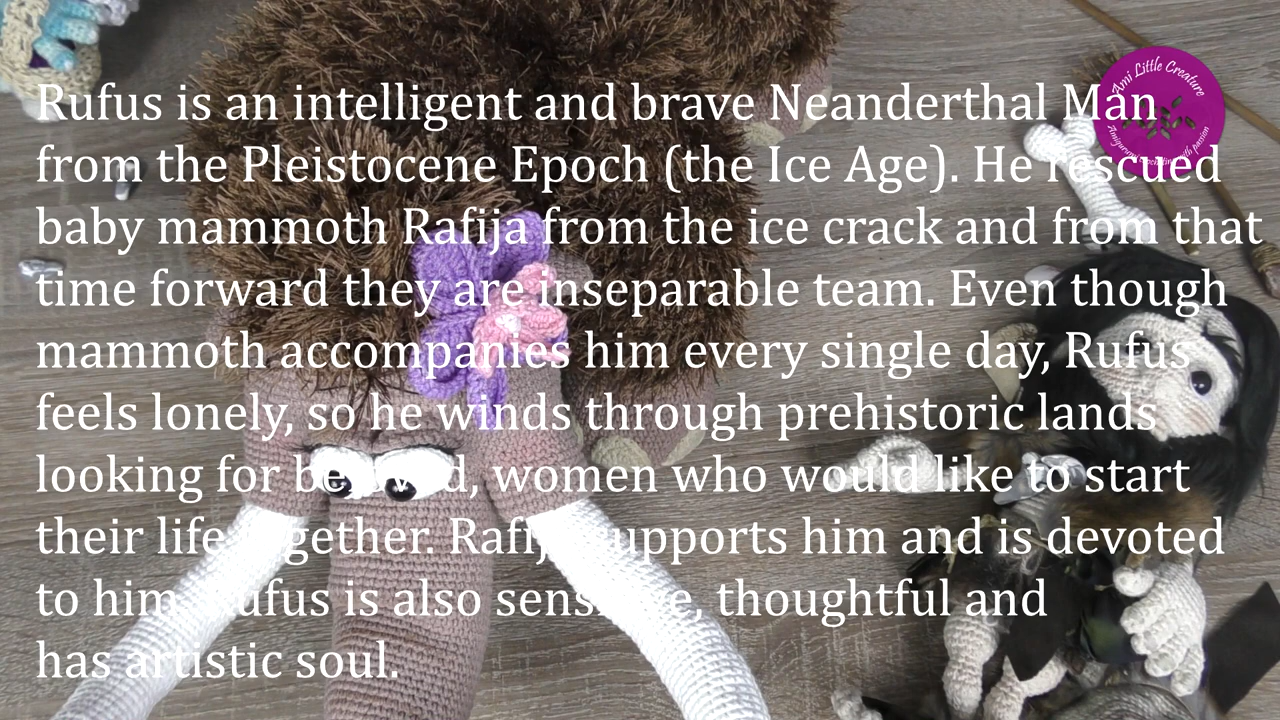 Rufus is an intelligent and brave Neanderthal Man
from the Pleistocene Epoch (the Ice Age). He rescued
baby mammoth Rafija from the ice crack and from that
time forward they are inseparable team. Even though
mammoth accompanies him every single day, Rufus
feels lonely, so he winds through prehistoric lands
looking for beloved, women who would like to start
their life together. Rafija supports him and is devoted
to him. Rufus is also sensitive, thoughtful and
has artistic soul.
Ami Little Creature
Amigurumi crocheting with passion